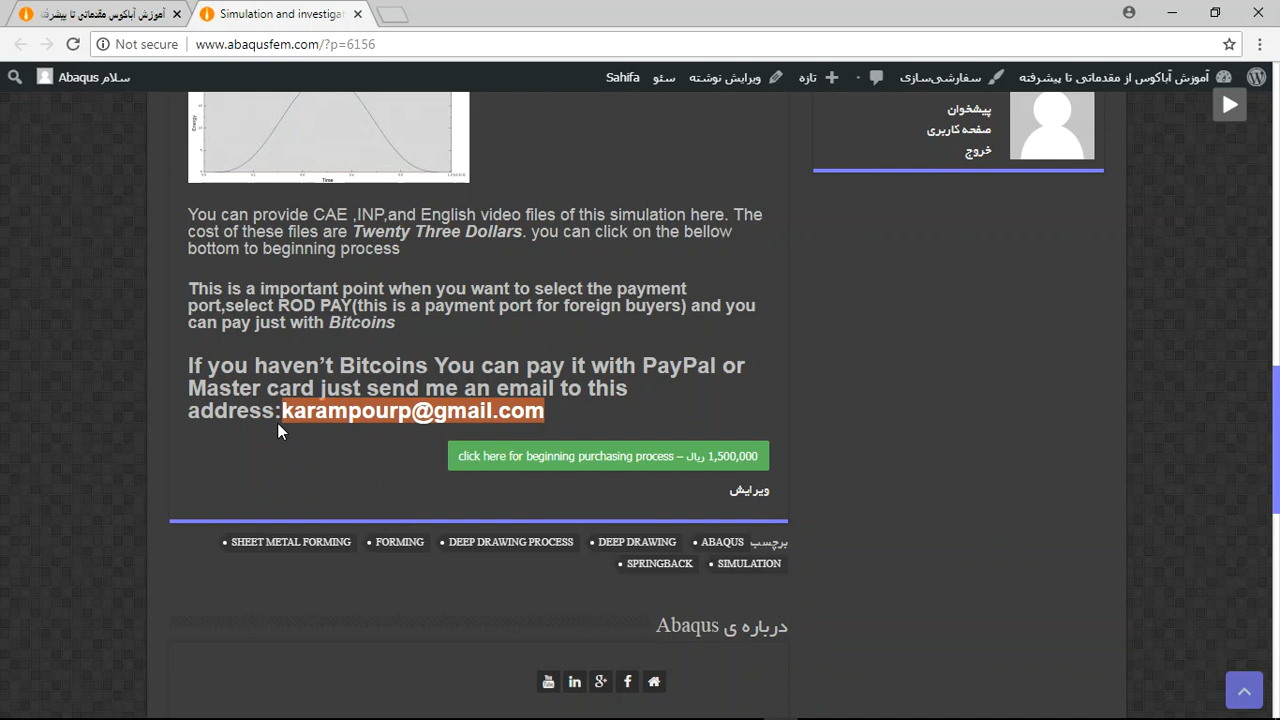 آموزش آباکوس مقدماتی تا پیشرفته
Simulation and investigat
Not secure
www.abaqusfem.com/?p=6156
سلام Abaqus
Sahifa
سئو
ویرایش نوشته
تازه
۰
سفارشی‌سازی
آموزش آباکوس از مقدماتی تا پیشرفته
پیشخوان
صفحه کاربری
خروج
Energy
Time
You can provide CAE ,INP,and English video files of this simulation here. The
cost of these files are Twenty Three Dollars. you can click on the bellow
bottom to beginning process
This is a important point when you want to select the payment
port,select ROD PAY(this is a payment port for foreign buyers) and you
can pay just with Bitcoins
If you haven’t Bitcoins You can pay it with PayPal or
Master card just send me an email to this
address:karampourp@gmail.com
click here for beginning purchasing process – 1,500,000 ریال
ویرایش
برچسب ABAQUS • DEEP DRAWING • DEEP DRAWING PROCESS • FORMING • SHEET METAL FORMING •
SIMULATION • SPRINGBACK •
درباره ی Abaqus